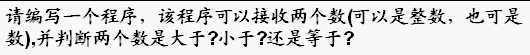 请编写一个程序，该程序可以接收两个数(可以是整数，也可是
数),并判断两个数是大于?小于?还是等于?